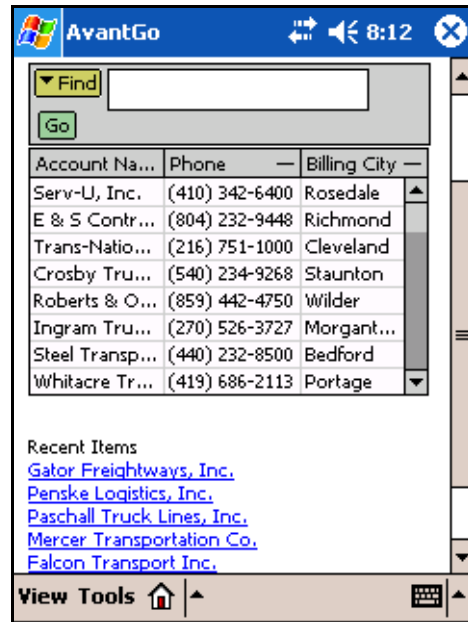 AvantGo 8:12
Find
Go
Account Na... Phone Billing City
Serv-U, Inc. (410) 342-6400 Rosedale
E & S Contr... (804) 232-9448 Richmond
Trans-Natio... (216) 751-1000 Cleveland
Crosby Tru... (540) 234-9268 Staunton
Roberts & O... (859) 442-4750 Wilder
Ingram Tru... (270) 526-3727 Morgant...
Steel Transp... (440) 232-8500 Bedford
Whitacre Tr... (419) 686-2113 Portage
Recent Items
Gator Freightways, Inc.
Penske Logistics, Inc.
Paschall Truck Lines, Inc.
Mercer Transportation Co.
Falcon Transport Inc.
View Tools